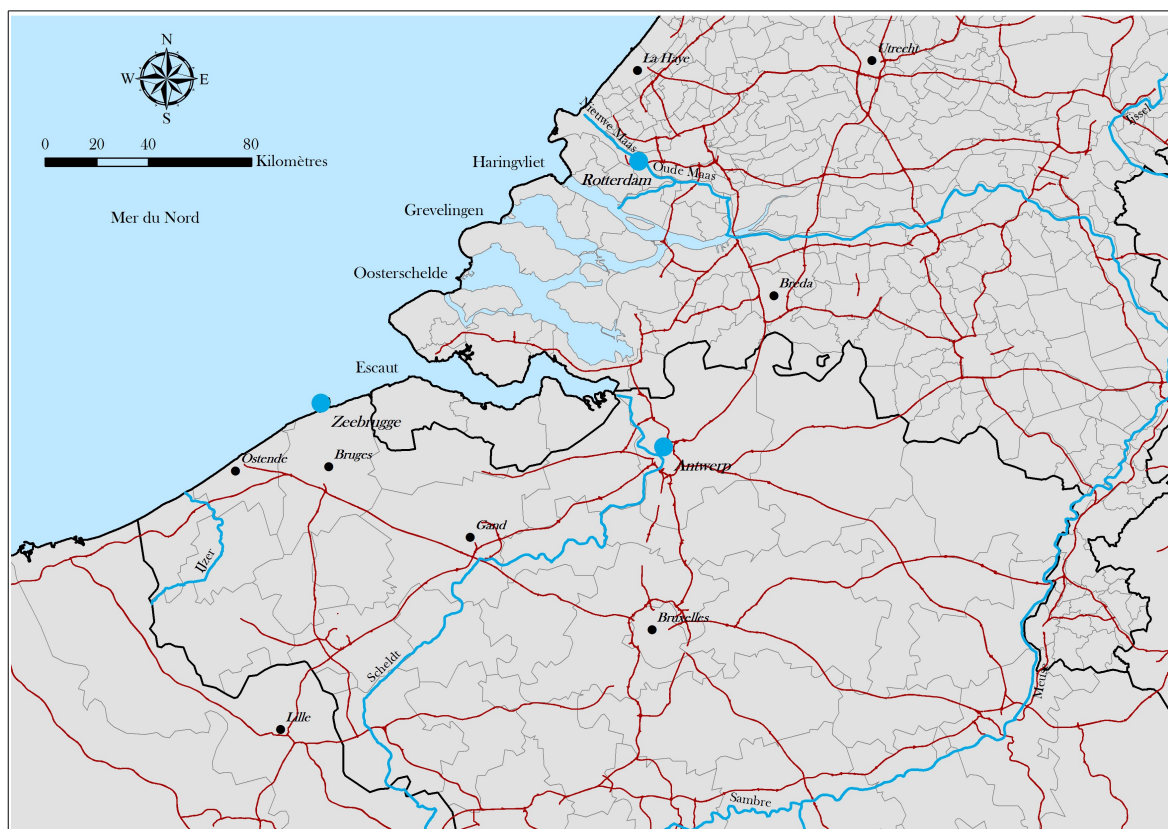 N
W
E
S
0 20 40 80 Kilomètres
Mer du Nord
La Haye
Utrecht
Nieuwe Maas
IJssel
Haringvliet
Rotterdam
Oude Maas
Grevelingen
Oosterschelde
Breda
Escaut
Zeebrugge
Ostende
Bruges
Antwerp
Gand
IJzer
Bruxelles
Scheldt
Meuse
Lille
Sambre